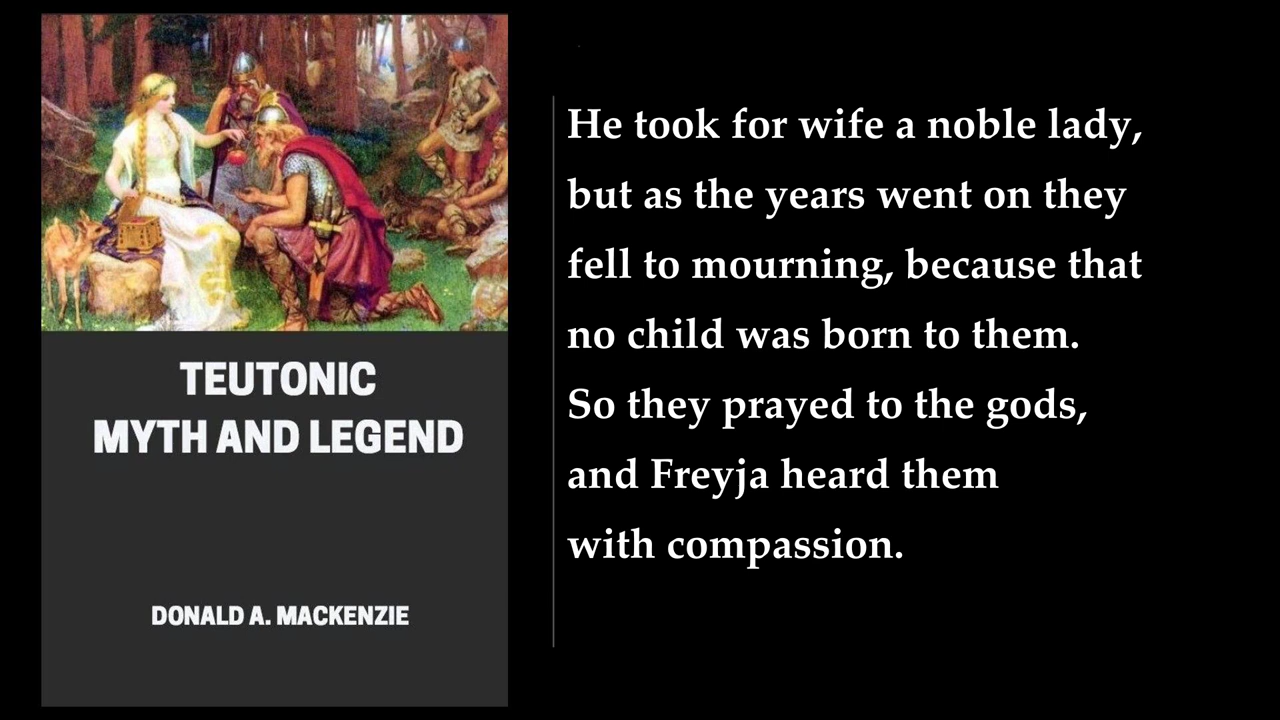 TEUTONIC
MYTH AND LEGEND
DONALD A. MACKENZIE
He took for wife a noble lady,
but as the years went on they
fell to mourning, because that
no child was born to them.
So they prayed to the gods,
and Freyja heard them
with compassion.